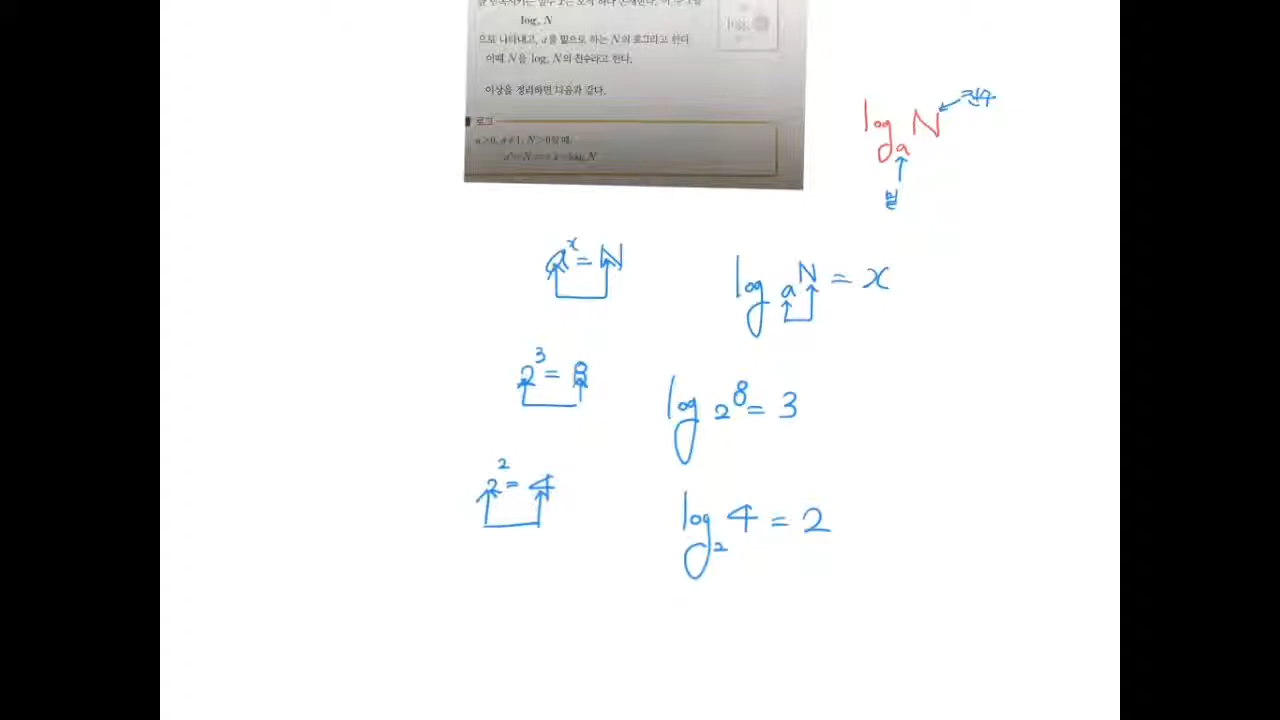 log_a N
으로 나타내고, a를 밑으로 하는 N의 로그라고 한다.
이때 N을 log_a N의 진수라고 한다.
이상을 정리하면 다음과 같다.
로그
a>0, a≠1, N>0일 때,
a^x=N ⟺ x=log_a N
log_a N
진수
밑
a^x = N
log_a N = x
2^3 = 8
log_2 8 = 3
2^2 = 4
log_2 4 = 2